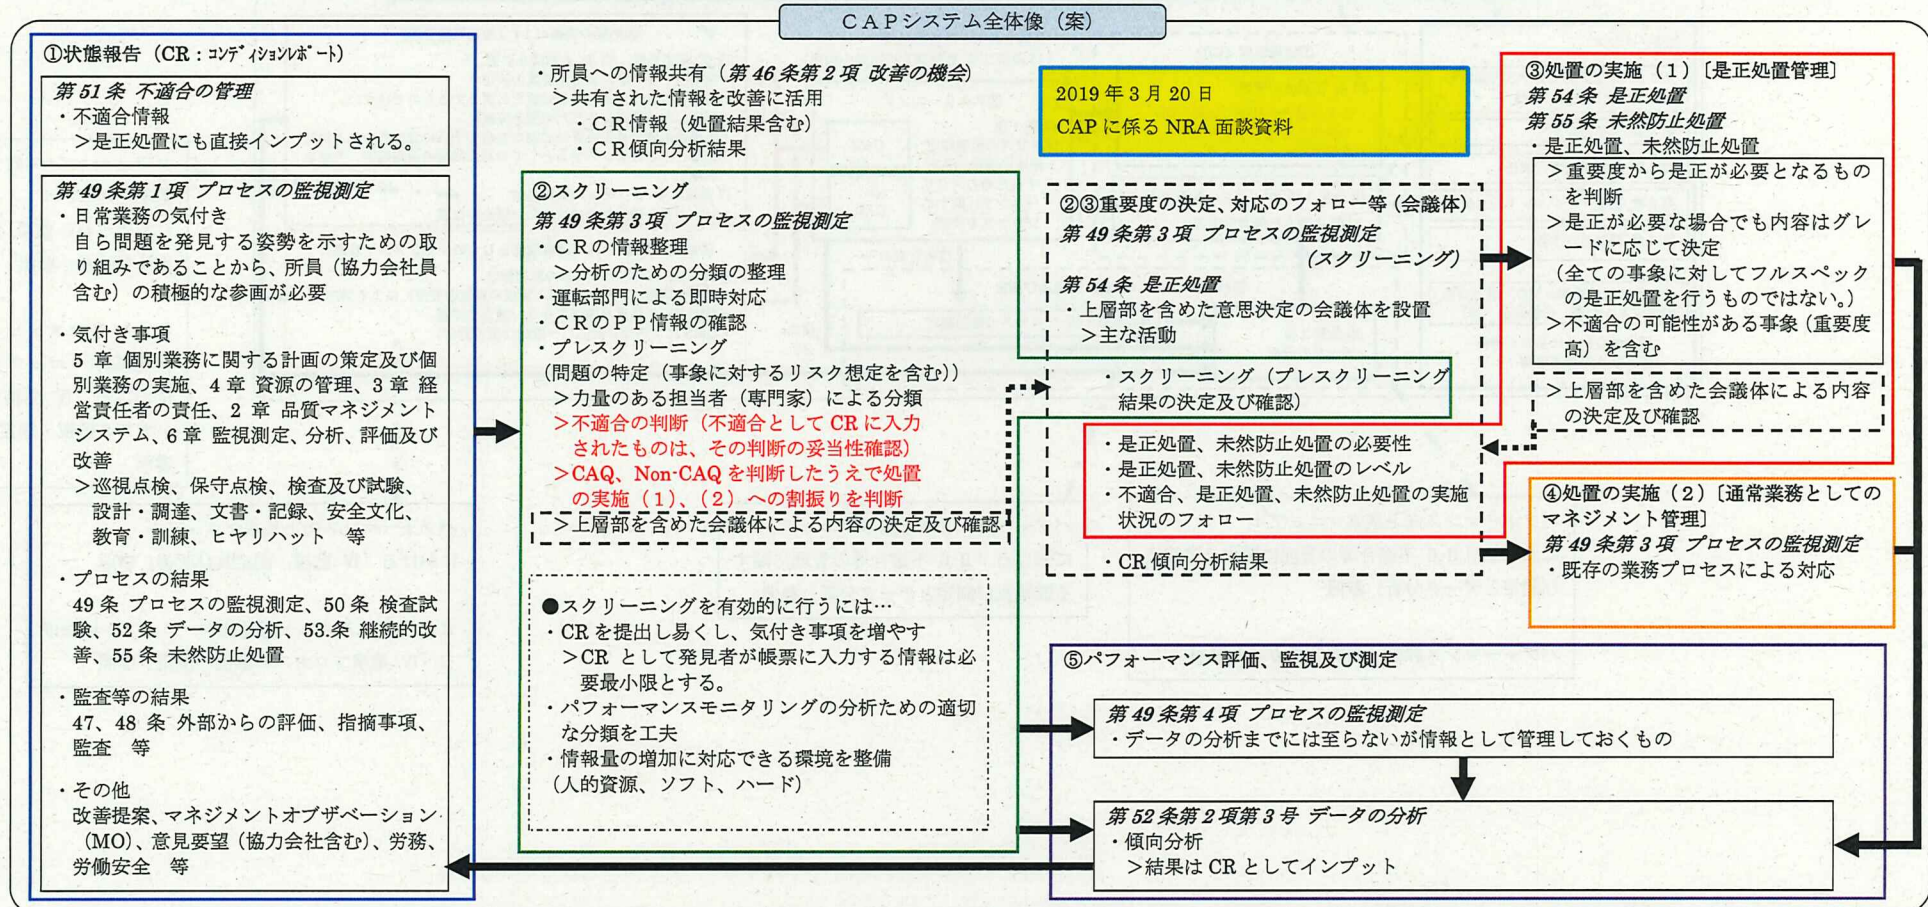 ＣＡＰシステム全体像（案）
①状態報告（CR：ｺﾝﾃﾞｨｼｮﾝﾚﾎﾟｰﾄ）
第 51 条 不適合の管理
・不適合情報
＞是正処置にも直接インプットされる。
第 49 条第 1 項 プロセスの監視測定
・日常業務の気付き
自ら問題を発見する姿勢を示すための取
り組みであることから、所員（協力会社員
含む）の積極的な参画が必要
・気付き事項
5 章 個別業務に関する計画の策定及び個
別業務の実施、4 章 資源の管理、3 章 経
営責任者の責任、2 章 品質マネジメント
システム、6 章 監視測定、分析、評価及び
改善
＞巡視点検、保守点検、検査及び試験、
設計・調達、文書・記録、安全文化、
教育・訓練、ヒヤリハット　等
・プロセスの結果
49 条 プロセスの監視測定、50 条 検査試
験、52 条 データの分析、53.条 継続的改
善、55 条 未然防止処置
・監査等の結果
47、48 条 外部からの評価、指摘事項、
監査　等
・その他
改善提案、マネジメントオブザベーション
（MO）、意見要望（協力会社含む）、労務、
労働安全　等
・所員への情報共有（第 46 条第 2 項 改善の機会）
＞共有された情報を改善に活用
・ＣＲ情報（処置結果含む）
・ＣＲ傾向分析結果
2019 年 3 月 20 日
CAP に係る NRA 面談資料
②スクリーニング
第 49 条第 3 項 プロセスの監視測定
・ＣＲの情報整理
＞分析のための分類の整理
・運転部門による即時対応
・ＣＲのＰＰ情報の確認
・プレスクリーニング
（問題の特定（事象に対するリスク想定を含む））
＞力量のある担当者（専門家）による分類
＞不適合の判断（不適合として CR に入力
されたものは、その判断の妥当性確認）
＞CAQ、Non-CAQ を判断したうえで処置
の実施（1）、（2）への割振りを判断
＞上層部を含めた会議体による内容の決定及び確認
●スクリーニングを有効的に行うには…
・CR を提出し易くし、気付き事項を増やす
＞CR として発見者が帳票に入力する情報は必
要最小限とする。
・パフォーマンスモニタリングの分析ための適切
な分類を工夫
・情報量の増加に対応できる環境を整備
（人的資源、ソフト、ハード）
②③重要度の決定、対応のフォロー等（会議体）
第 49 条第 3 項 プロセスの監視測定
（スクリーニング）
第 54 条 是正処置
・上層部を含めた意思決定の会議体を設置
＞主な活動
・スクリーニング（プレスクリーニング
結果の決定及び確認）
・是正処置、未然防止処置の必要性
・是正処置、未然防止処置のレベル
・不適合、是正処置、未然防止処置の実施
状況のフォロー
・CR 傾向分析結果
③処置の実施（1）［是正処置管理］
第 54 条 是正処置
第 55 条 未然防止処置
・是正処置、未然防止処置
＞重要度から是正が必要となるもの
を判断
＞是正が必要な場合でも内容はグレ
ードに応じて決定
（全ての事象に対してフルスペック
の是正処置を行うものではない。）
＞不適合の可能性がある事象（重要度
高）を含む
＞上層部を含めた会議体による内容
の決定及び確認
④処置の実施（2）［通常業務としての
マネジメント管理］
第 49 条第 3 項 プロセスの監視測定
・既存の業務プロセスによる対応
⑤パフォーマンス評価、監視及び測定
第 49 条第 4 項 プロセスの監視測定
・データの分析までには至らないが情報として管理しておくもの
第 52 条第 2 項第 3 号 データの分析
・傾向分析
＞結果は CR としてインプット